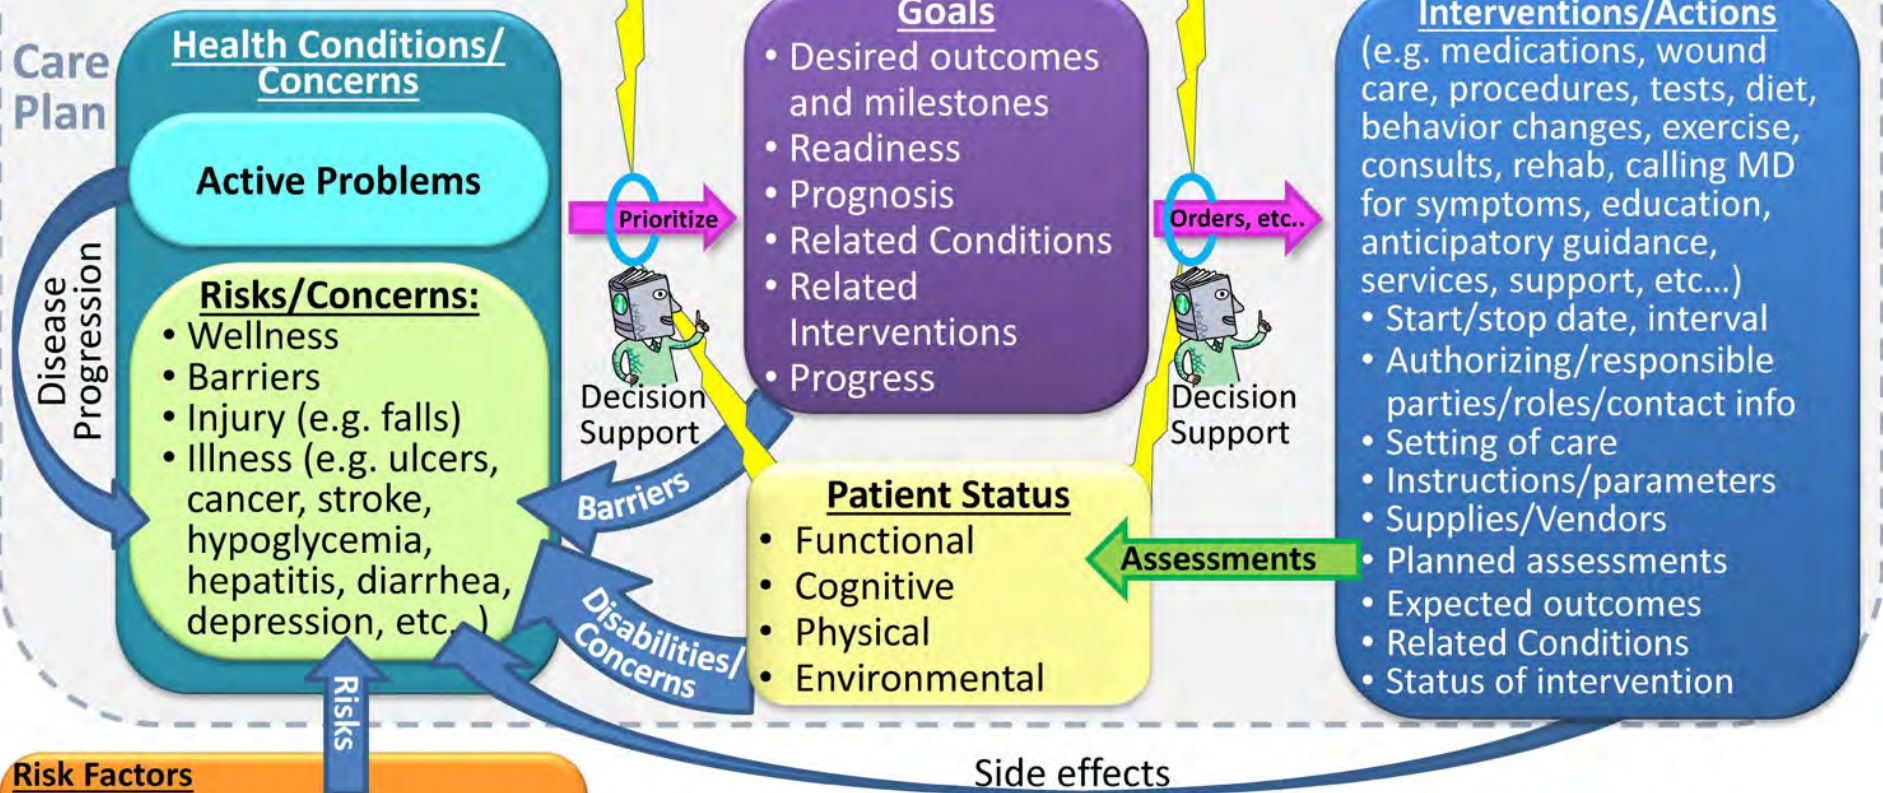 Care
Plan
Health Conditions/
Concerns
Active Problems
Disease
Progression
Risks/Concerns:
• Wellness
• Barriers
• Injury (e.g. falls)
• Illness (e.g. ulcers,
cancer, stroke,
hypoglycemia,
hepatitis, diarrhea,
depression, etc...)
Prioritize
Decision
Support
Goals
• Desired outcomes
and milestones
• Readiness
• Prognosis
• Related Conditions
• Related
Interventions
• Progress
Barriers
Disabilities/
Concerns
Patient Status
• Functional
• Cognitive
• Physical
• Environmental
Orders, etc..
Decision
Support
Assessments
Interventions/Actions
(e.g. medications, wound
care, procedures, tests, diet,
behavior changes, exercise,
consults, rehab, calling MD
for symptoms, education,
anticipatory guidance,
services, support, etc...)
• Start/stop date, interval
• Authorizing/responsible
parties/roles/contact info
• Setting of care
• Instructions/parameters
• Supplies/Vendors
• Planned assessments
• Expected outcomes
• Related Conditions
• Status of intervention
Risks
Side effects
Risk Factors